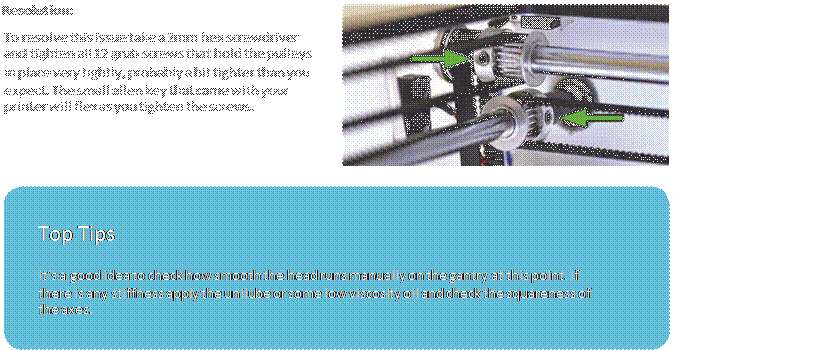 Resolution:
To resolve this issue take a 2mm hex screwdriver
and tighten all 12 grub screws that hold the pulleys
in place very tightly, probably a bit tighter than you
expect. The small allen key that came with your
printer will flex as you tighten the screws.
Top Tips
It's a good idea to check how smooth the head runs manually on the gantry at this point. If
there is any stiffness apply the um lube or some low viscosity oil and check the squareness of
the axes.